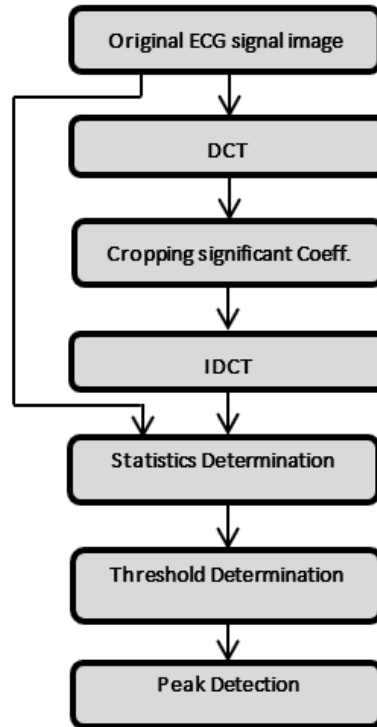 Original ECG signal image
DCT
Cropping significant Coeff.
IDCT
Statistics Determination
Threshold Determination
Peak Detection